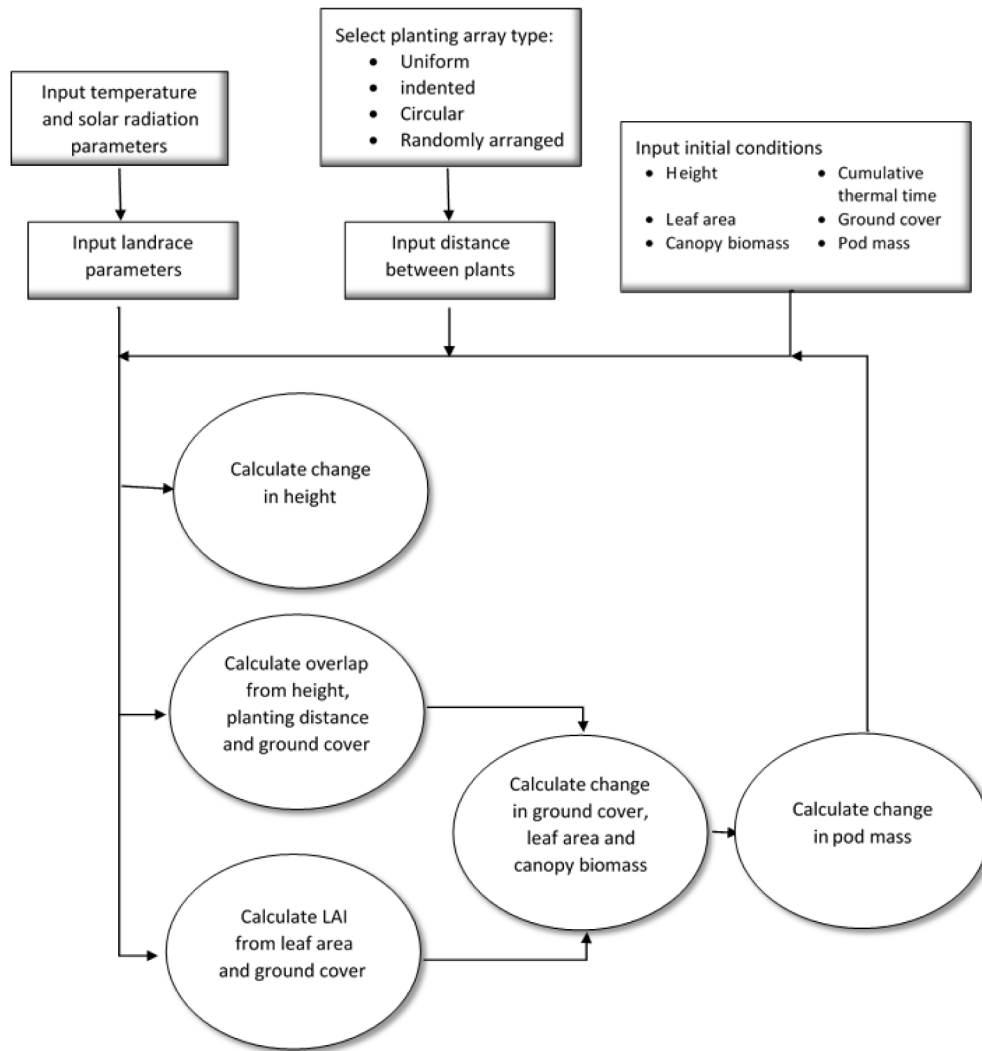 Select planting array type:
• Uniform
• indented
• Circular
• Randomly arranged
Input temperature
and solar radiation
parameters
Input initial conditions
• Height
• Cumulative
thermal time
• Leaf area
• Ground cover
• Canopy biomass
• Pod mass
Input landrace
parameters
Input distance
between plants
Calculate change
in height
Calculate overlap
from height,
planting distance
and ground cover
Calculate change
in ground cover,
leaf area and
canopy biomass
Calculate change
in pod mass
Calculate LAI
from leaf area
and ground cover